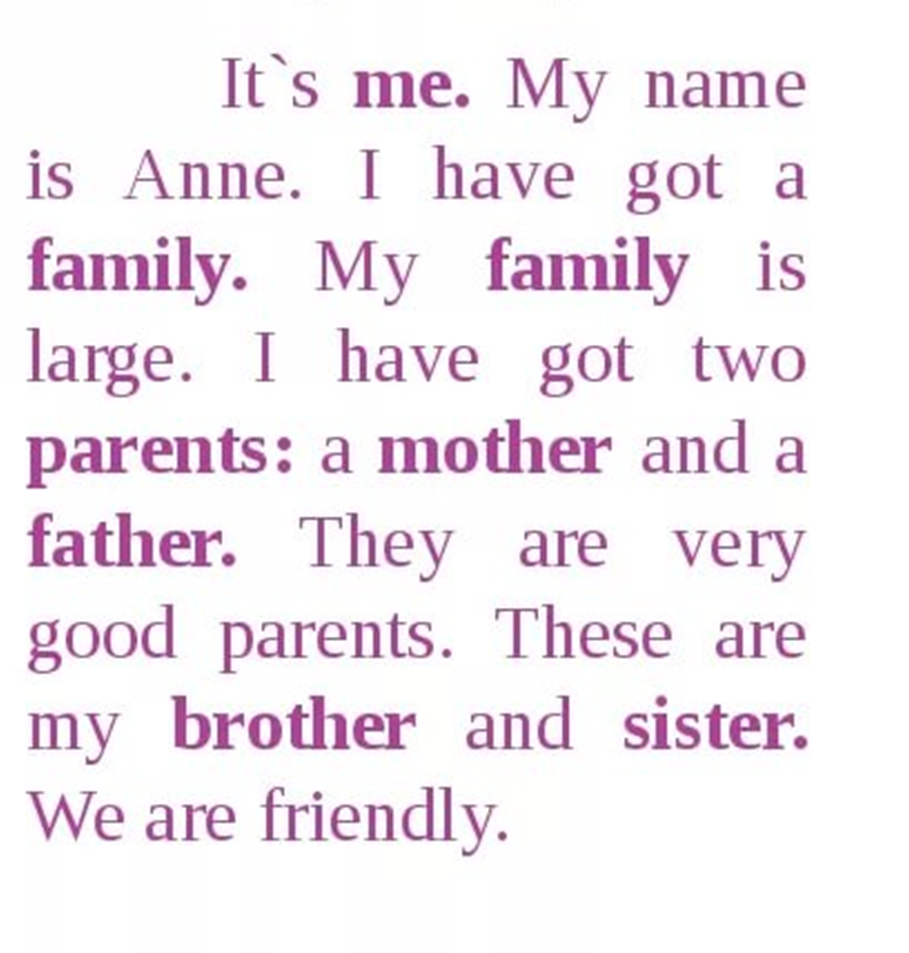 It`s me. My name
is Anne. I have got a
family. My family is
large. I have got two
parents: a mother and a
father. They are very
good parents. These are
my brother and sister.
We are friendly.